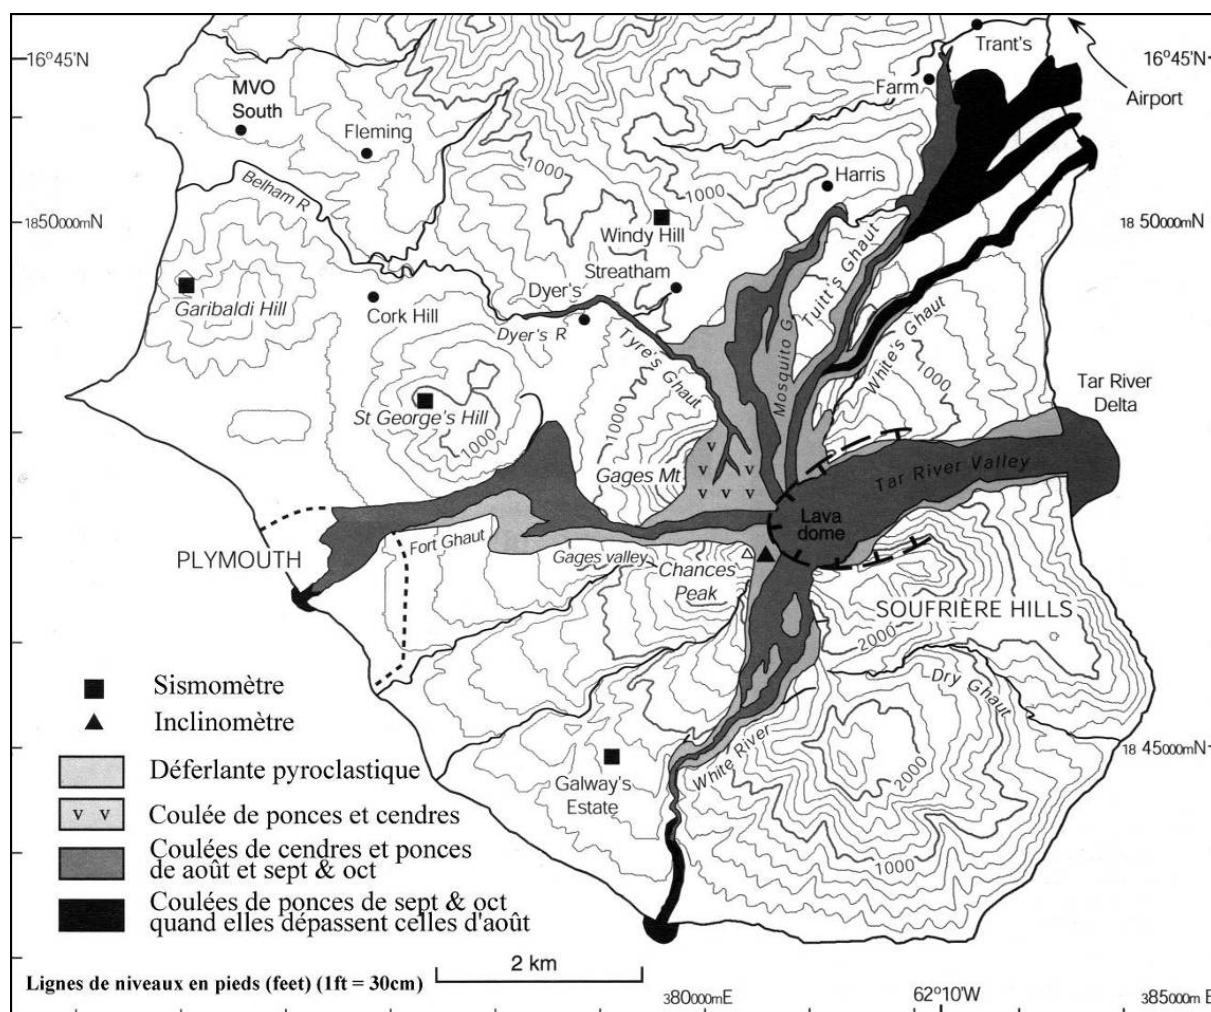 Trant's
16°45'N
16°45'N
Farm
Airport
MVO
South
Fleming
1000
1000
Harris
Belham R
18 50000mN
18 50000mN
Windy Hill
Streatham
Tuitt's Ghaut
Dyer's
Garibaldi Hill
Cork Hill
Dyer's R
Tyre's Ghaut
Mosquito G
White's Ghaut
1000
Tar River
Delta
St George's Hill
1000
1000
Gages Mt
v
v v
v v v
Tar River Valley
Lava
dome
PLYMOUTH
Fort Ghaut
Gages valley
Chances
Peak
SOUFRIÈRE HILLS
2000
Dry Ghaut
Sismomètre
Inclinomètre
White River
2000
18 45000mN
Galway's
Estate
Déferlante pyroclastique
v v
Coulée de ponces et cendres
Coulées de cendres et ponces
de août et sept & oct
1000
Coulées de ponces de sept & oct
quand elles dépassent celles d'août
2 km
Lignes de niveaux en pieds (feet) (1ft = 30cm)
380000mE
62°10'W
385000m E